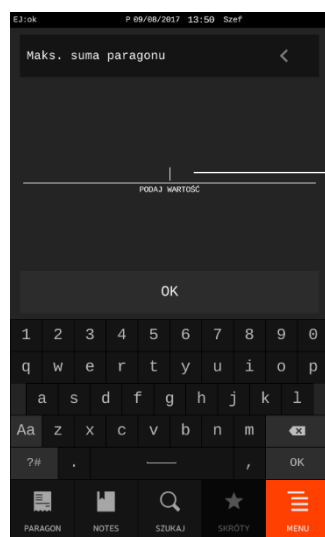 EJ:ok P 09/08/2017 13:50 Szef
Maks. suma paragonu <
PODAJ WARTOŚĆ
OK
1 2 3 4 5 6 7 8 9 0
q w e r t y u i o p
a s d f g h j k l
Aa z x c v b n m
?# . , OK
PARAGON NOTES SZUKAJ SKRÓTY MENU